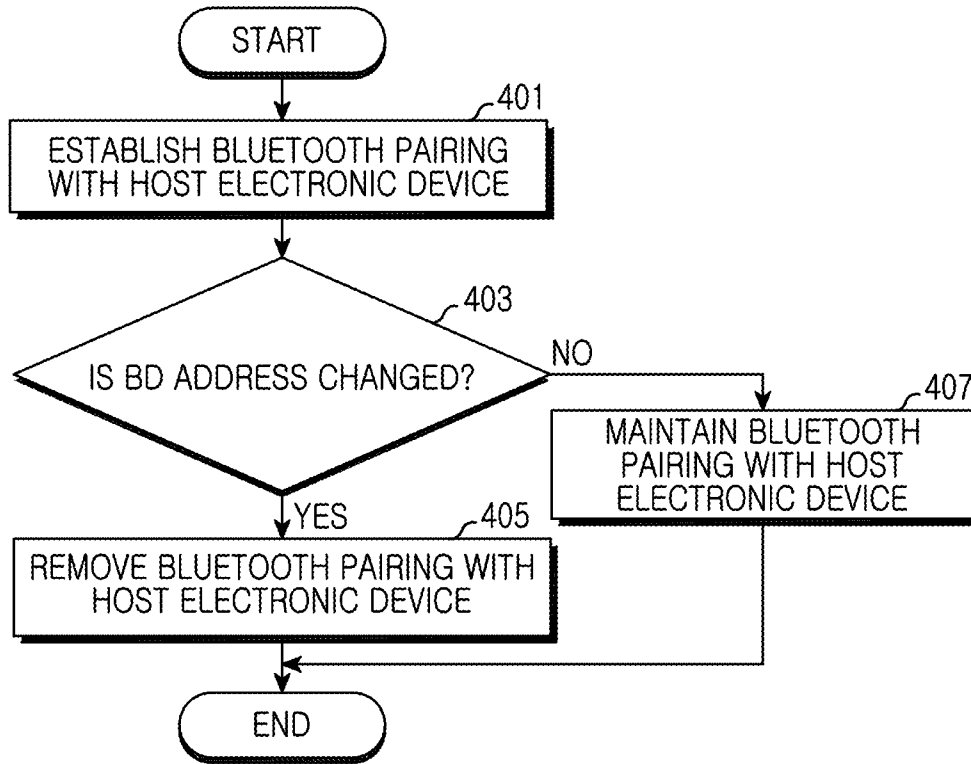 START
401
ESTABLISH BLUETOOTH PAIRING
WITH HOST ELECTRONIC DEVICE
403
IS BD ADDRESS CHANGED?
NO
407
MAINTAIN BLUETOOTH
PAIRING WITH HOST
ELECTRONIC DEVICE
YES
405
REMOVE BLUETOOTH PAIRING WITH
HOST ELECTRONIC DEVICE
END